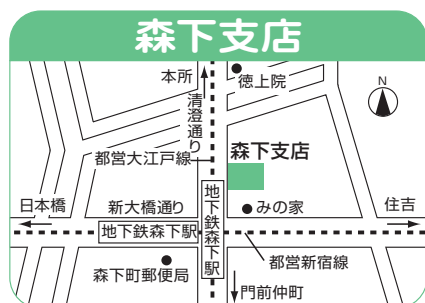 森下支店
本所
徳上院
N
清澄通り
都営大江戸線
森下支店
日本橋
新大橋通り
みの家
住吉
地下鉄森下駅
地下鉄森下駅
都営新宿線
森下町郵便局
門前仲町